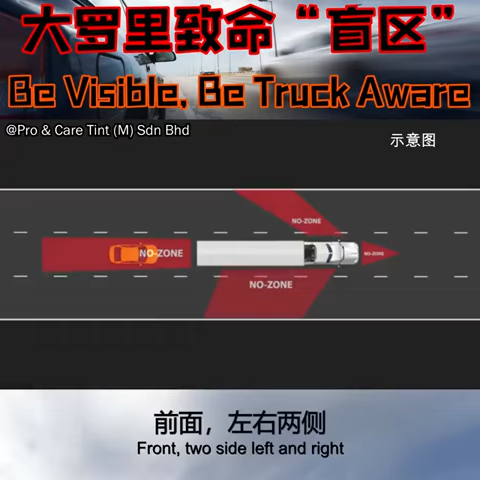 大罗里致命“盲区”
Be Visible, Be Truck Aware
@Pro & Care Tint (M) Sdn Bhd
示意图
NO-ZONE
NO-ZONE
NO-ZONE
NO-ZONE
前面，左右两侧
Front, two side left and right